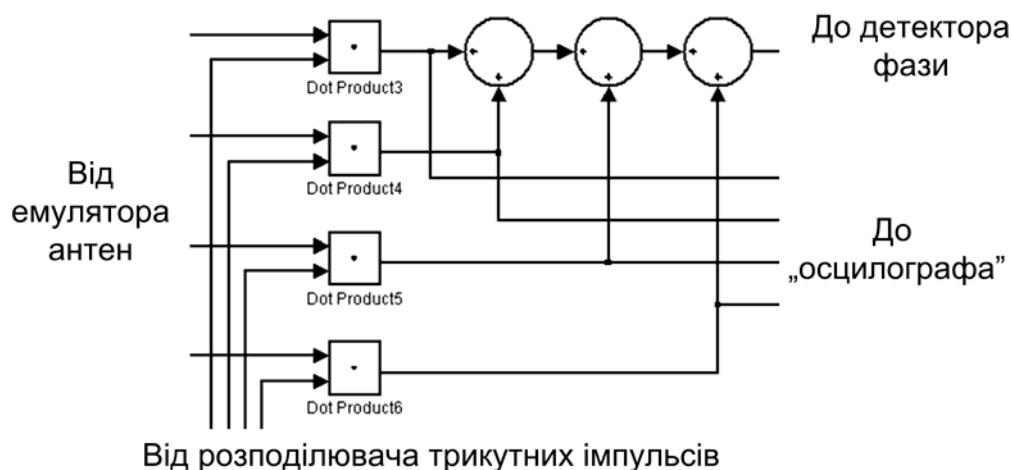 До детектора
фази
Dot Product3
Dot Product4
Від
емулятора
антен
До
„осцилографа”
Dot Product5
Dot Product6
Від розподілювача трикутних імпульсів